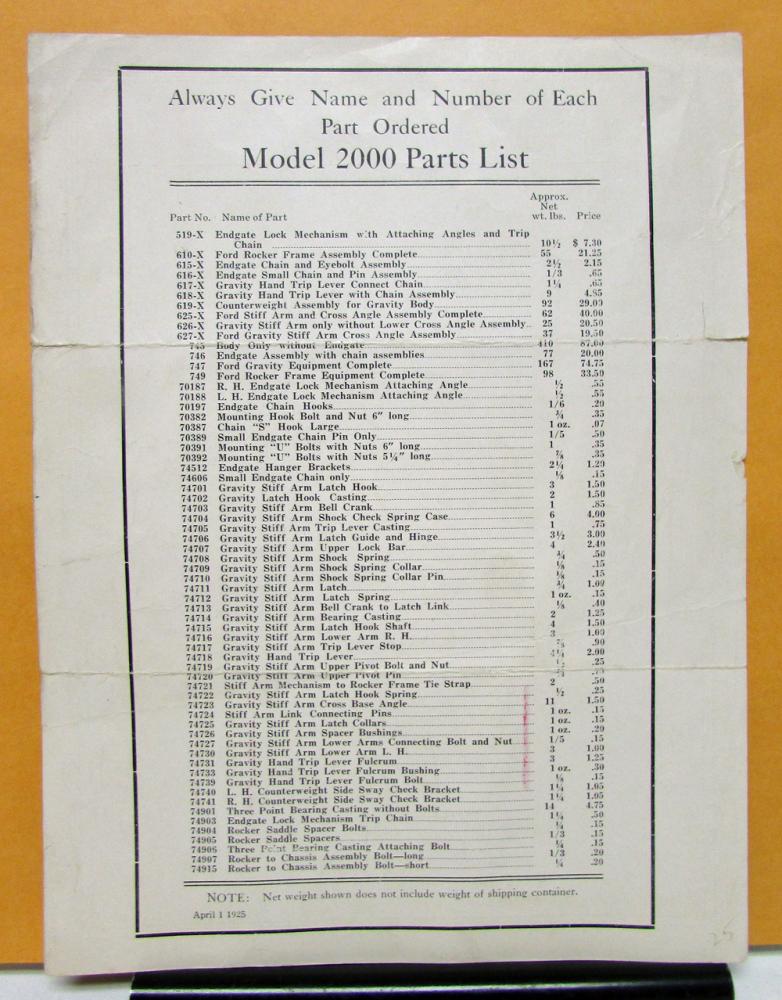 Always Give Name and Number of Each
Part Ordered
Model 2000 Parts List
Approx.
Net
Part No. Name of Part wt. lbs. Price
519-X Endgate Lock Mechanism with Attaching Angles and Trip
Chain 10½ $ 7.30
610-X Ford Rocker Frame Assembly Complete 55 21.25
615-X Endgate Chain and Eyebolt Assembly 2½ 2.15
616-X Endgate Small Chain and Pin Assembly 1/3 .65
617-X Gravity Hand Trip Lever Connect Chain 1¼ .65
618-X Gravity Hand Trip Lever with Chain Assembly 9 4.85
619-X Counterweight Assembly for Gravity Body 92 29.00
625-X Ford Stiff Arm and Cross Angle Assembly Complete 62 40.00
626-X Gravity Stiff Arm only without Lower Cross Angle Assembly 25 20.50
627-X Ford Gravity Stiff Arm Cross Angle Assembly 37 19.50
745 Body Only without Endgate 410 87.00
746 Endgate Assembly with chain assemblies 77 20.00
747 Ford Gravity Equipment Complete 167 74.75
749 Ford Rocker Frame Equipment Complete 98 33.50
70187 R. H. Endgate Lock Mechanism Attaching Angle ½ .55
70188 L. H. Endgate Lock Mechanism Attaching Angle ½ .55
70197 Endgate Chain Hooks 1/6 .20
70382 Mounting Hook Bolt and Nut 6" long ¾ .35
70387 Chain "S" Hook Large 1 oz. .07
70389 Small Endgate Chain Pin Only 1/5 .50
70391 Mounting "U" Bolts with Nuts 6" long 1 .35
70392 Mounting "U" Bolts with Nuts 5¼" long ⅞ .35
74512 Endgate Hanger Brackets 2¼ 1.20
74606 Small Endgate Chain only ⅛ .15
74701 Gravity Stiff Arm Latch Hook 3 1.50
74702 Gravity Latch Hook Casting 2 1.50
74703 Gravity Stiff Arm Bell Crank 1 .85
74704 Gravity Stiff Arm Shock Check Spring Case 6 4.00
74705 Gravity Stiff Arm Trip Lever Casting 1 .75
74706 Gravity Stiff Arm Latch Guide and Hinge 3½ 3.00
74707 Gravity Stiff Arm Upper Lock Bar 4 2.40
74708 Gravity Stiff Arm Shock Spring ¾ .50
74709 Gravity Stiff Arm Shock Spring Collar ⅛ .15
74710 Gravity Stiff Arm Shock Spring Collar Pin ⅛ .15
74711 Gravity Stiff Arm Latch ¾ 1.00
74712 Gravity Stiff Arm Latch Spring 1 oz. .15
74713 Gravity Stiff Arm Bell Crank to Latch Link ⅛ .40
74714 Gravity Stiff Arm Bearing Casting 2 1.25
74715 Gravity Stiff Arm Latch Hook Shaft 4 1.50
74716 Gravity Stiff Arm Lower Arm R. H. 3 1.00
74717 Gravity Stiff Arm Trip Lever Stop ⅞ .90
74718 Gravity Hand Trip Lever 4¼ 2.00
74719 Gravity Stiff Arm Upper Pivot Bolt and Nut .25
74720 Gravity Stiff Arm Upper Pivot Pin
74721 Stiff Arm Mechanism to Rocker Frame Tie Strap 2 .50
74722 Gravity Stiff Arm Latch Hook Spring ½ .25
74723 Gravity Stiff Arm Cross Base Angle 11 1.50
74724 Stiff Arm Link Connecting Pins 1 oz. .15
74725 Gravity Stiff Arm Latch Collars 1 oz. .15
74726 Gravity Stiff Arm Spacer Bushings 1 oz. .20
74727 Gravity Stiff Arm Lower Arms Connecting Bolt and Nut 1/5 .15
74730 Gravity Stiff Arm Lower Arm L. H. 3 1.00
74731 Gravity Hand Trip Lever Fulcrum 3 1.25
74733 Gravity Hand Trip Lever Fulcrum Bushing 1 oz. .30
74739 Gravity Hand Trip Lever Fulcrum Bolt ⅛ .15
74740 L. H. Counterweight Side Sway Check Bracket 1¼ 1.05
74741 R. H. Counterweight Side Sway Check Bracket 1¼ 1.05
74901 Three Point Bearing Casting without Bolts 14 4.75
74903 Endgate Lock Mechanism Trip Chain 1¼ .50
74904 Rocker Saddle Spacer Bolts ¼ .15
74905 Rocker Saddle Spacers 1/3 .15
74906 Three Point Bearing Casting Attaching Bolt ¼ .15
74907 Rocker to Chassis Assembly Bolt—long 1/3 .20
74915 Rocker to Chassis Assembly Bolt—short ¼ .20
NOTE: Net weight shown does not include weight of shipping container.
April 1 1925
25